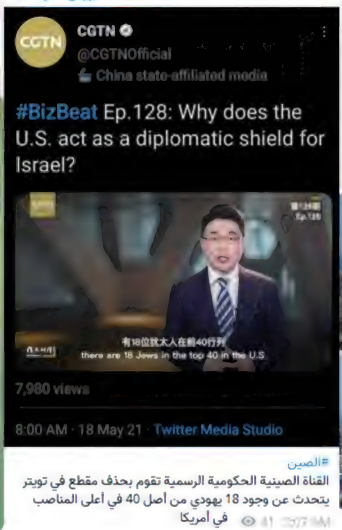 CGTN
CGTN
@CGTNOfficial
China state-affiliated media
#BizBeat Ep.128: Why does the
U.S. act as a diplomatic shield for
Israel?
Ep.128
有18位犹太人在前40行列
there are 18 Jews in the top 40 in the U.S
7,980 views
8:00 AM · 18 May 21 · Twitter Media Studio
#الصين
القناة الصينية الحكومية الرسمية تقوم بحذف مقطع في تويتر
يتحدث عن وجود 18 يهودي من أصل 40 في أعلى المناصب
في أمريكا
41